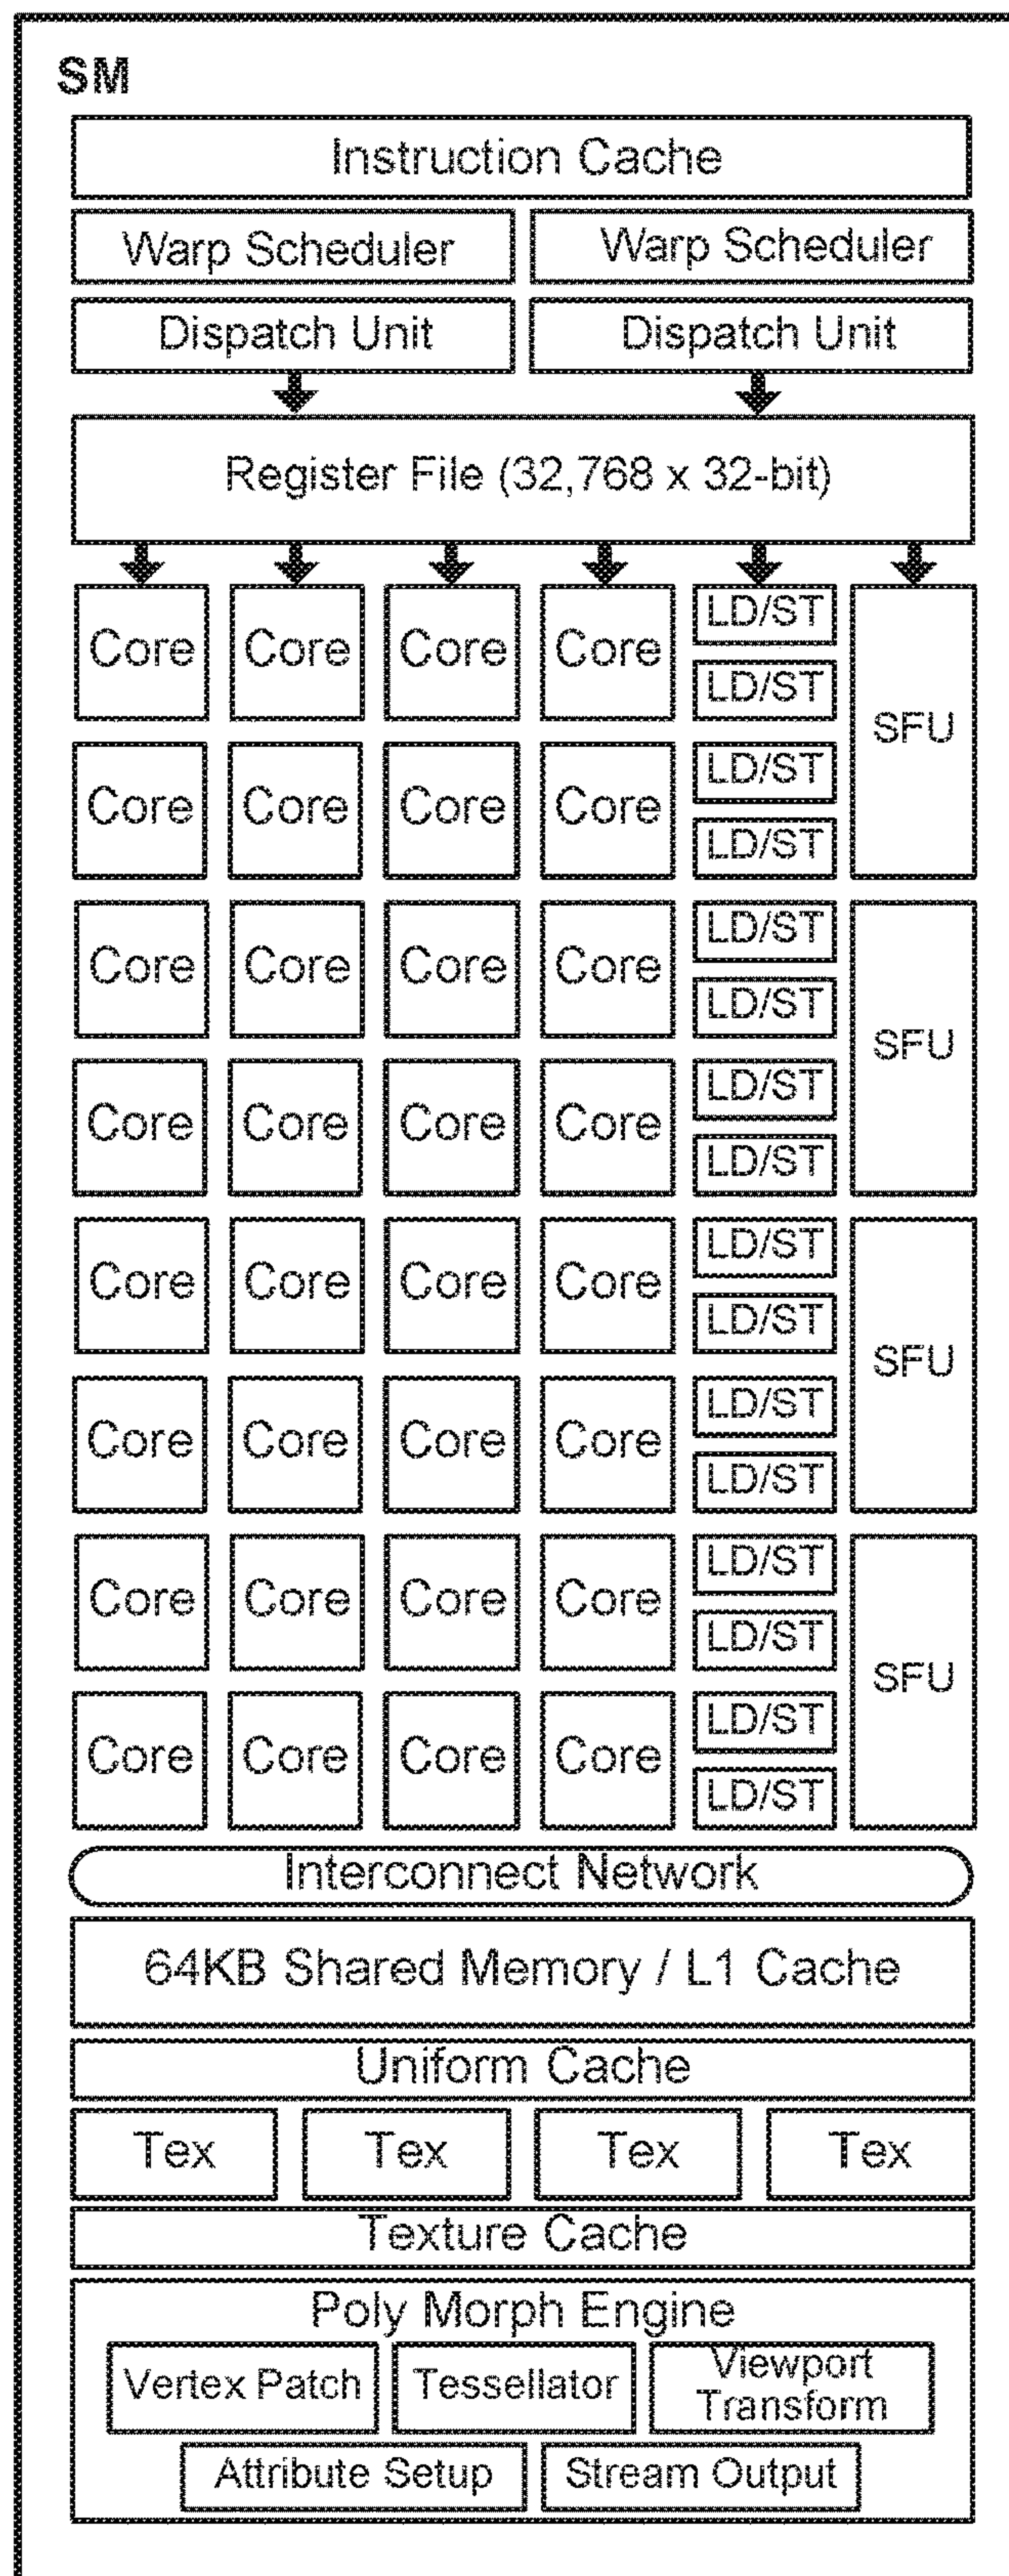 SM
Instruction Cache
Warp Scheduler Warp Scheduler
Dispatch Unit Dispatch Unit
Register File (32,768 x 32-bit)
Core Core Core Core LD/ST
LD/ST
SFU
Core Core Core Core LD/ST
LD/ST
Core Core Core Core LD/ST
LD/ST
SFU
Core Core Core Core LD/ST
LD/ST
Core Core Core Core LD/ST
LD/ST
SFU
Core Core Core Core LD/ST
LD/ST
Core Core Core Core LD/ST
LD/ST
SFU
Core Core Core Core LD/ST
LD/ST
Interconnect Network
64KB Shared Memory / L1 Cache
Uniform Cache
Tex Tex Tex Tex
Texture Cache
Poly Morph Engine
Vertex Patch Tessellator Viewport
Transform
Attribute Setup Stream Output